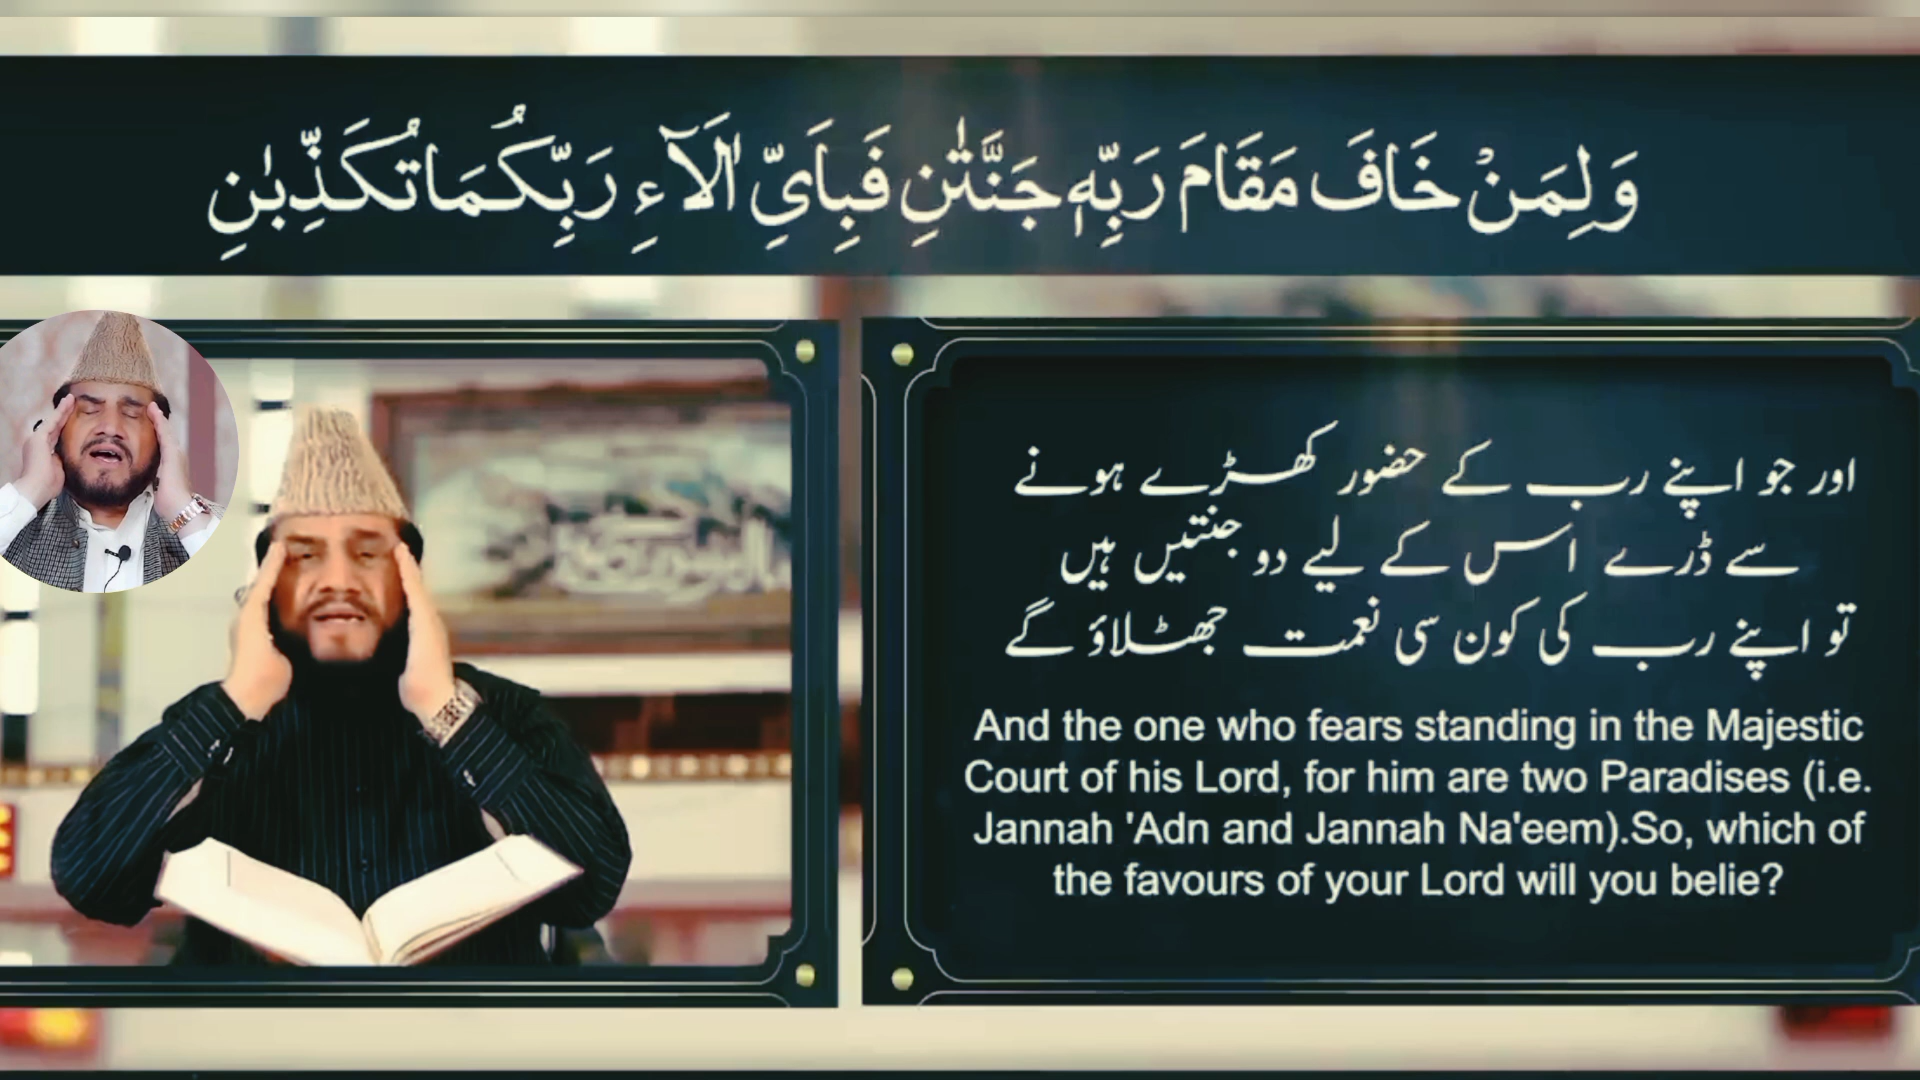 وَلِمَنْ خَافَ مَقَامَ رَبِّهٖ جَنَّتٰنِ فَبِاَیِّ اٰلَآءِ رَبِّكُمَا تُكَذِّبٰنِ
اور جو اپنے رب کے حضور کھڑے ہونے
سے ڈرے اس کے لیے دو جنتیں ہیں
تو اپنے رب کی کون سی نعمت جھٹلاؤ گے
And the one who fears standing in the Majestic
Court of his Lord, for him are two Paradises (i.e.
Jannah 'Adn and Jannah Na'eem).So, which of
the favours of your Lord will you belie?